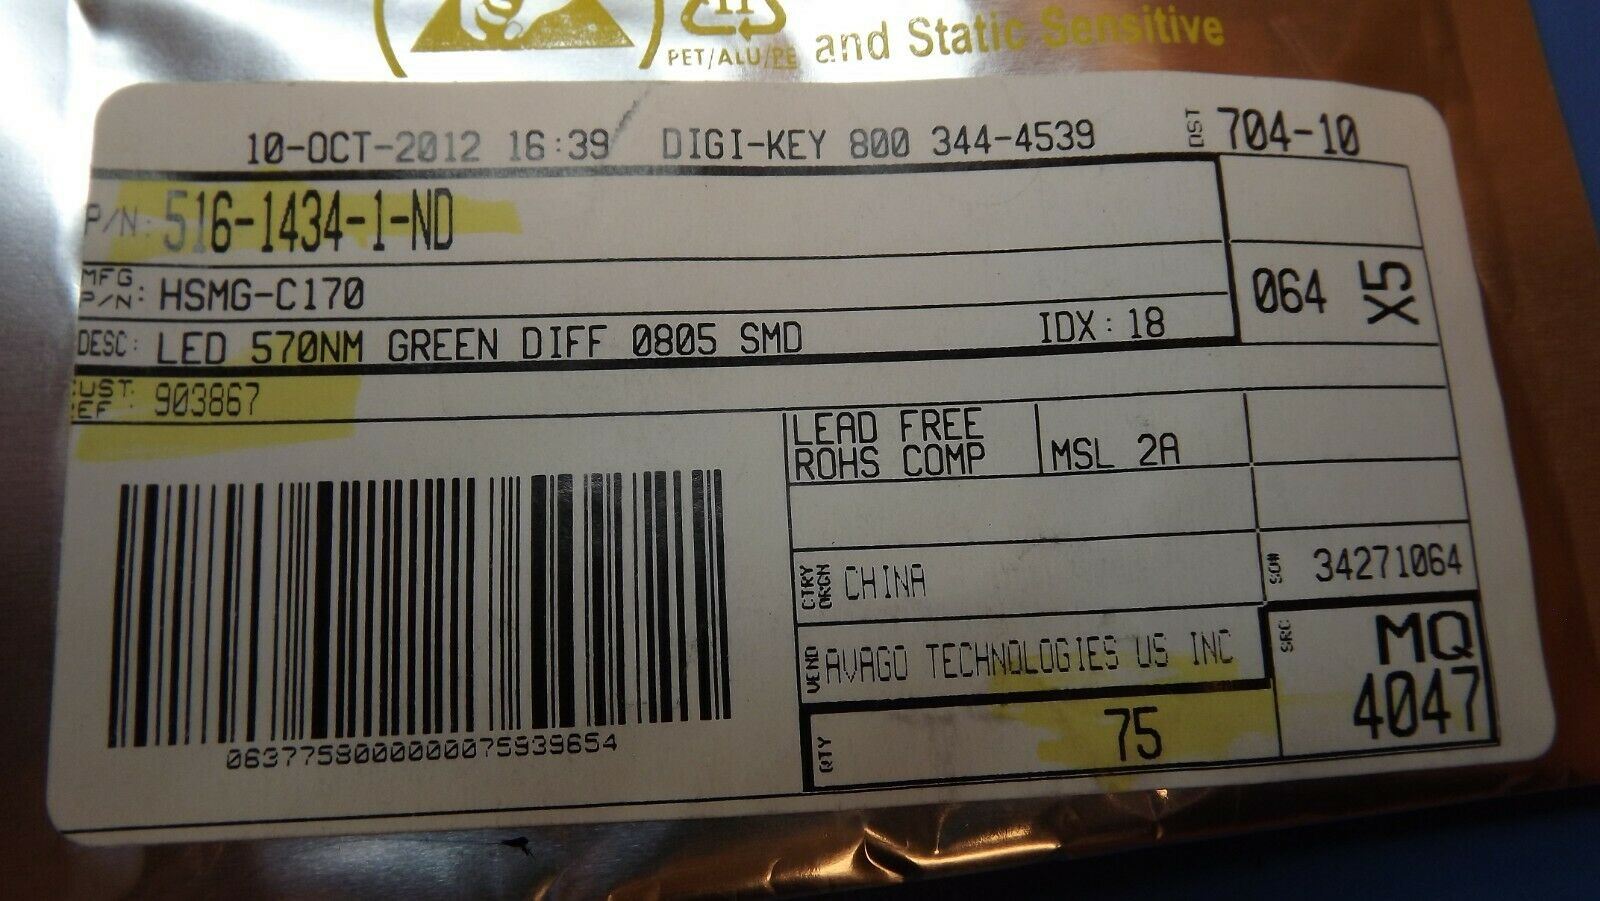 PET/ALU/PE
and Static Sensitive
10-OCT-2012 16:39 DIGI-KEY 800 344-4539
DST 704-10
P/N: 516-1434-1-ND
MFG P/N: HSMG-C170
064 X5
DESC: LED 570NM GREEN DIFF 0805 SMD IDX: 18
UST EF: 903867
LEAD FREE
ROHS COMP
MSL 2A
CTRY ORGN CHINA
SO# 34271064
VEND AVAGO TECHNOLOGIES US INC
SRC MQ
4047
QTY 75
0637758000000075939654